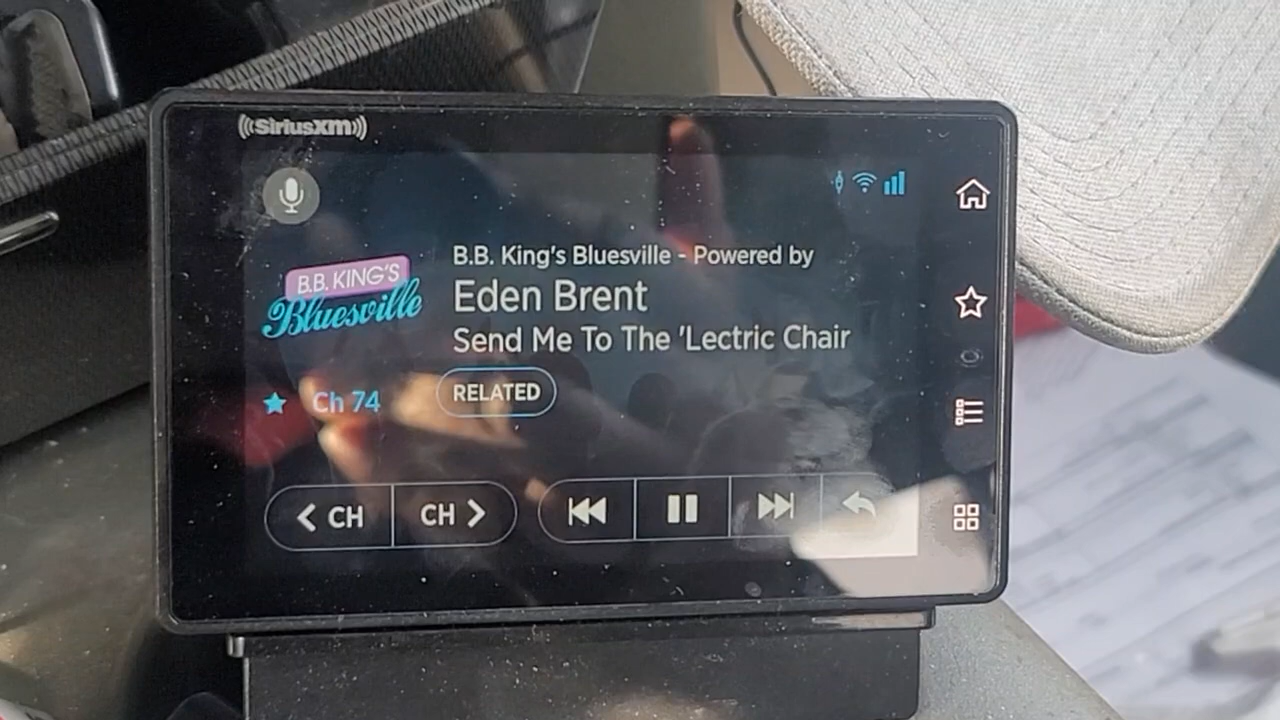 SiriusXM
B.B. KING'S
Bluesville
B.B. King's Bluesville - Powered by
Eden Brent
Send Me To The 'Lectric Chair
Ch 74
RELATED
CH
CH